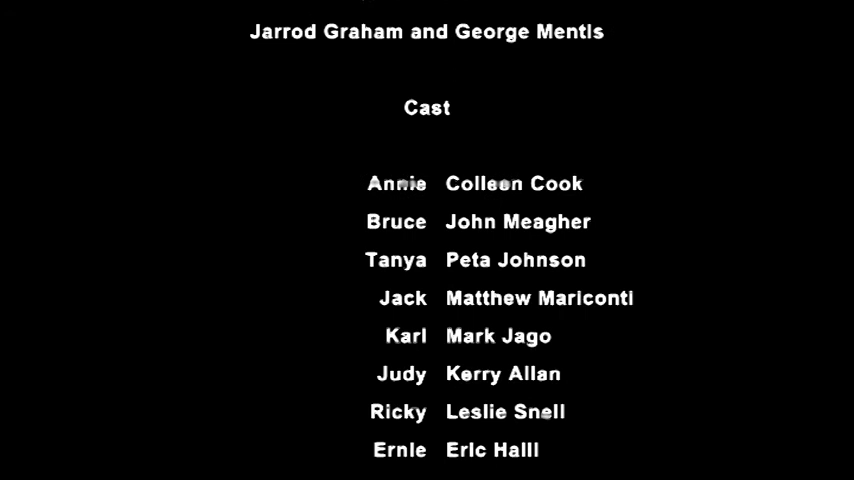 Jarrod Graham and George Mentis
Cast
Annie Colleen Cook
Bruce John Meagher
Tanya Peta Johnson
Jack Matthew Mariconti
Karl Mark Jago
Judy Kerry Allan
Ricky Leslie Snell
Ernie Eric Halli